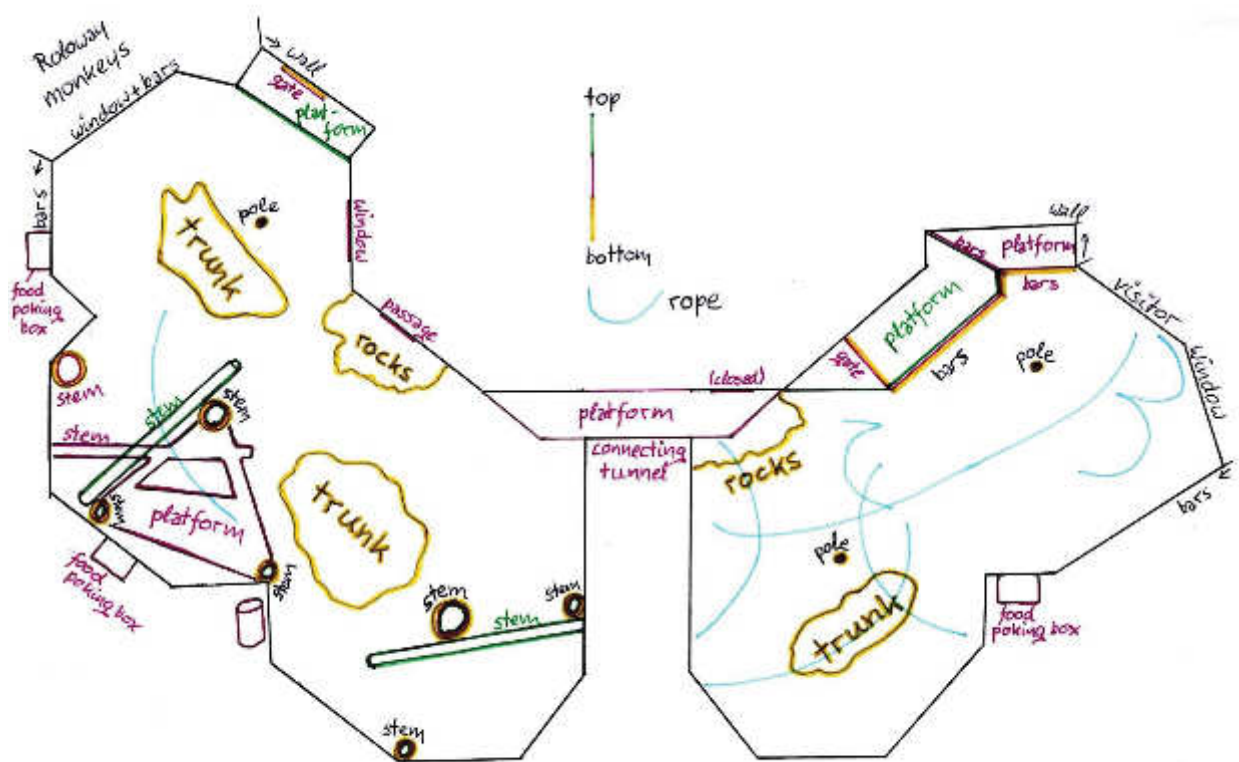 Roloway
monkeys
window+bars
wall
gate
plat-
form
bars
food
poking
box
trunk
pole
window
passage
rocks
stem
stem
stem
stem
stem
platform
stem
food
poking box
trunk
stem
stem
stem
stem
top
bottom
rope
platform
(closed)
connecting
tunnel
wall
platform
bars
bars
platform
gate
bars
visitor
window
pole
rocks
bars
pole
trunk
food
poking box